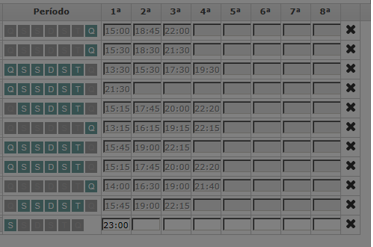 Período 1ª 2ª 3ª 4ª 5ª 6ª 7ª 8ª
Q 15:00 18:45 22:00
Q 15:30 18:30 21:30
Q S S D S T 13:30 15:30 17:30 19:30
Q S S D S T 21:30
S S D S T 15:15 17:45 20:00 22:20
Q 13:15 16:15 19:15 22:15
Q S S D S T 15:45 19:00 22:15
Q S S D S T 15:15 17:45 20:00 22:20
Q 14:00 16:30 19:00 21:40
S S D S T 15:45 19:00 22:15
S 23:00